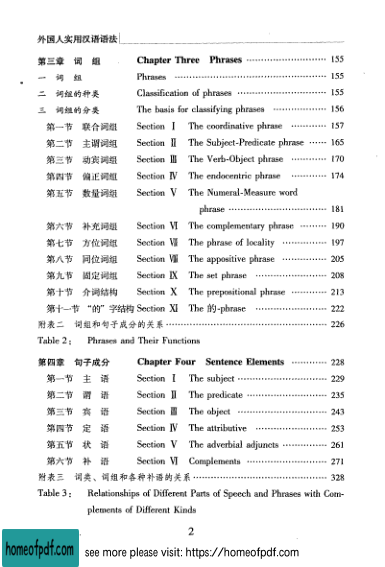 外国人实用汉语语法
第三章 词 组 Chapter Three Phrases ……………………… 155
一 词 组 Phrases ……………………………………… 155
二 词组的种类 Classification of phrases ……………………… 155
三 词组的分类 The basis for classifying phrases ……………… 156
第一节 联合词组 Section Ⅰ The coordinative phrase ………… 157
第二节 主谓词组 Section Ⅱ The Subject-Predicate phrase …… 165
第三节 动宾词组 Section Ⅲ The Verb-Object phrase ………… 170
第四节 偏正词组 Section Ⅳ The endocentric phrase ………… 174
第五节 数量词组 Section Ⅴ The Numeral-Measure word
phrase …………………………… 181
第六节 补充词组 Section Ⅵ The complementary phrase ……… 190
第七节 方位词组 Section Ⅶ The phrase of locality …………… 197
第八节 同位词组 Section Ⅷ The appositive phrase …………… 205
第九节 固定词组 Section Ⅸ The set phrase …………………… 208
第十节 介词结构 Section Ⅹ The prepositional phrase ………… 213
第十一节 “的”字结构 Section Ⅺ The 的-phrase …………………… 222
附表二 词组和句子成分的关系 ……………………………………… 226
Table 2: Phrases and Their Functions
第四章 句子成分 Chapter Four Sentence Elements ………… 228
第一节 主 语 Section Ⅰ The subject ……………………… 229
第二节 谓 语 Section Ⅱ The predicate …………………… 235
第三节 宾 语 Section Ⅲ The object ……………………… 243
第四节 定 语 Section Ⅳ The attributive ………………… 253
第五节 状 语 Section Ⅴ The adverbial adjuncts ………… 261
第六节 补 语 Section Ⅵ Complements …………………… 271
附表三 词类、词组和各种补语的关系 ……………………………… 328
Table 3: Relationships of Different Parts of Speech and Phrases with Com-
plements of Different Kinds
2
homeofpdf.com see more please visit: https://homeofpdf.com